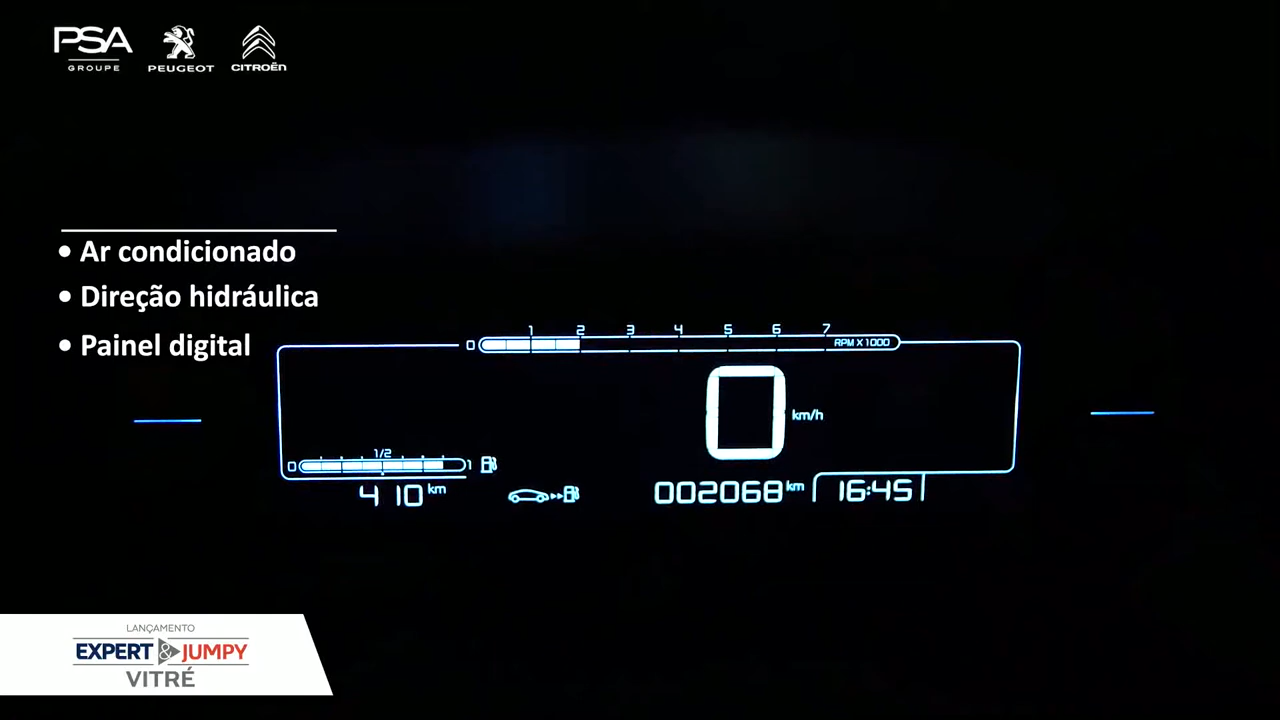 PSA
GROUPE
PEUGEOT
CITROËN
• Ar condicionado
• Direção hidráulica
• Painel digital
0 1 2 3 4 5 6 7
RPM X 1000
0 km/h
0 1/2 1
410 km
002068 km
16:45
LANÇAMENTO
EXPERT & JUMPY
VITRÉ